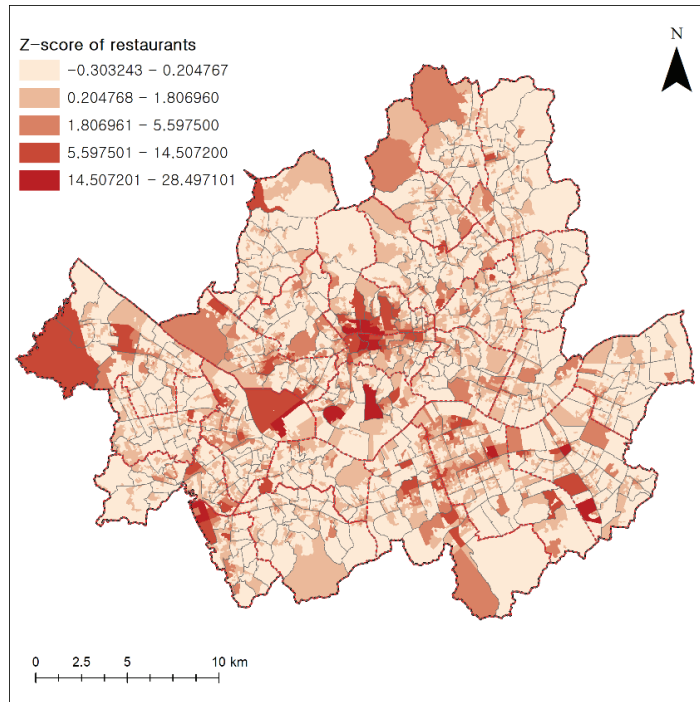 Z-score of restaurants
-0.303243 - 0.204767
0.204768 - 1.806960
1.806961 - 5.597500
5.597501 - 14.507200
14.507201 - 28.497101
N
0 2.5 5 10 km